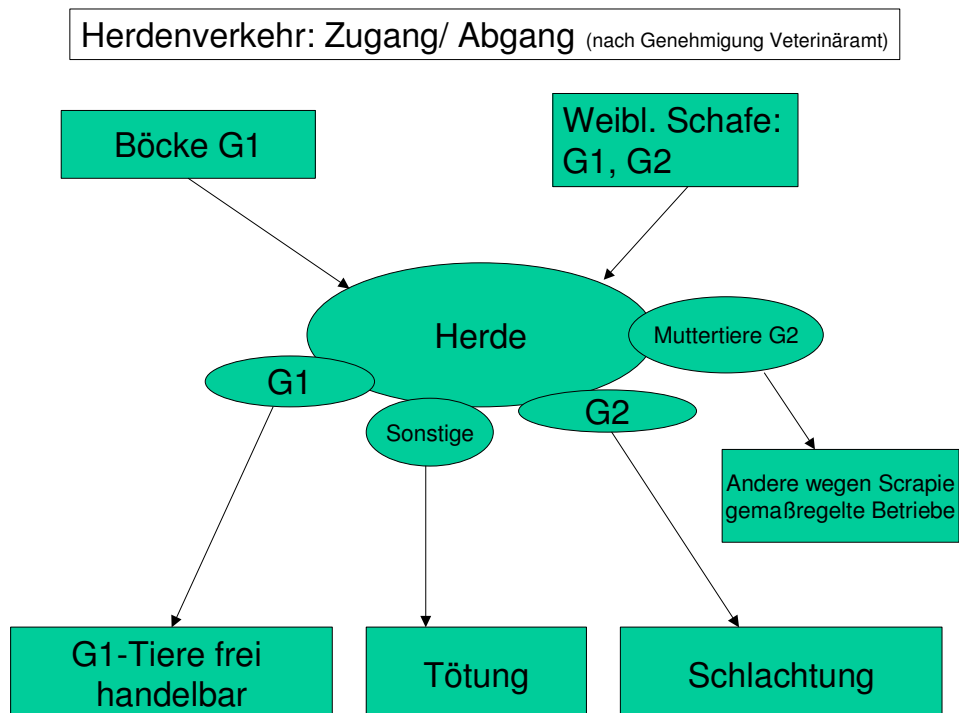 Herdenverkehr: Zugang/ Abgang (nach Genehmigung Veterinäramt)
Böcke G1
Weibl. Schafe:
G1, G2
Herde
Muttertiere G2
G1
Sonstige
G2
Andere wegen Scrapie
gemaßregelte Betriebe
G1-Tiere frei
handelbar
Tötung
Schlachtung